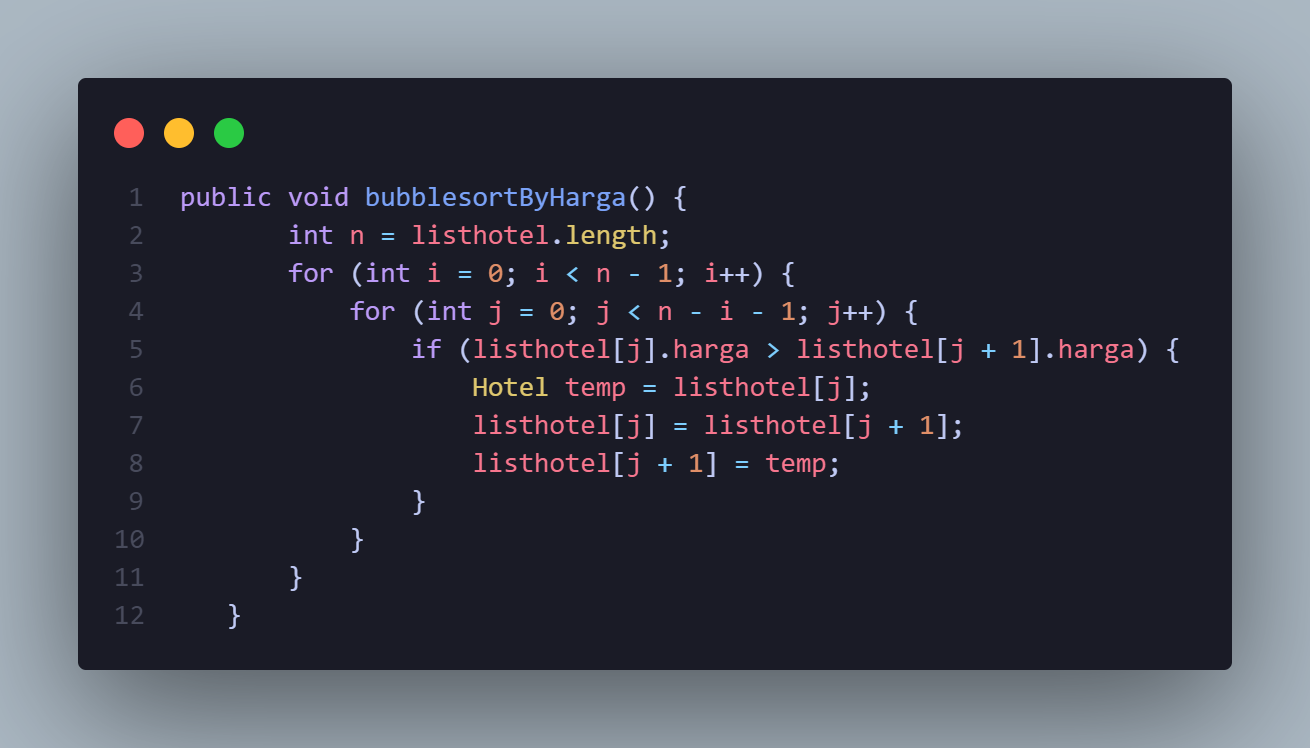 1 public void bubblesortByHarga() {
2 int n = listhotel.length;
3 for (int i = 0; i < n - 1; i++) {
4 for (int j = 0; j < n - i - 1; j++) {
5 if (listhotel[j].harga > listhotel[j + 1].harga) {
6 Hotel temp = listhotel[j];
7 listhotel[j] = listhotel[j + 1];
8 listhotel[j + 1] = temp;
9 }
10 }
11 }
12 }